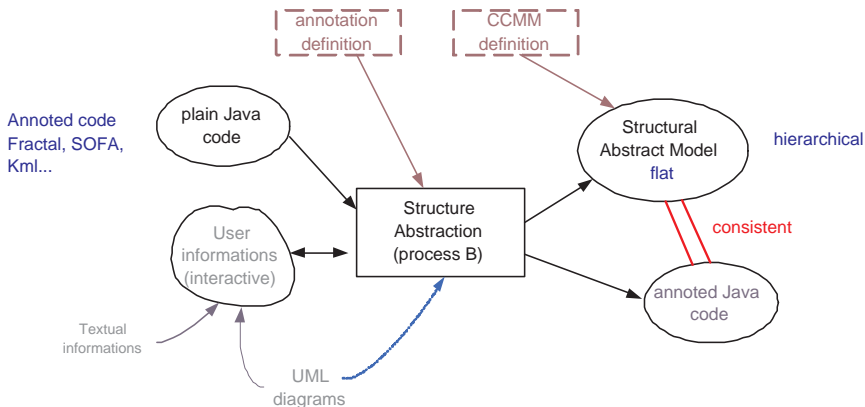 annotation
definition
CCMM
definition
Annoted code
Fractal, SOFA,
Kml...
plain Java
code
Structural
Abstract Model
flat
hierarchical
User
informations
(interactive)
Structure
Abstraction
(process B)
consistent
annoted Java
code
Textual
informations
UML
diagrams